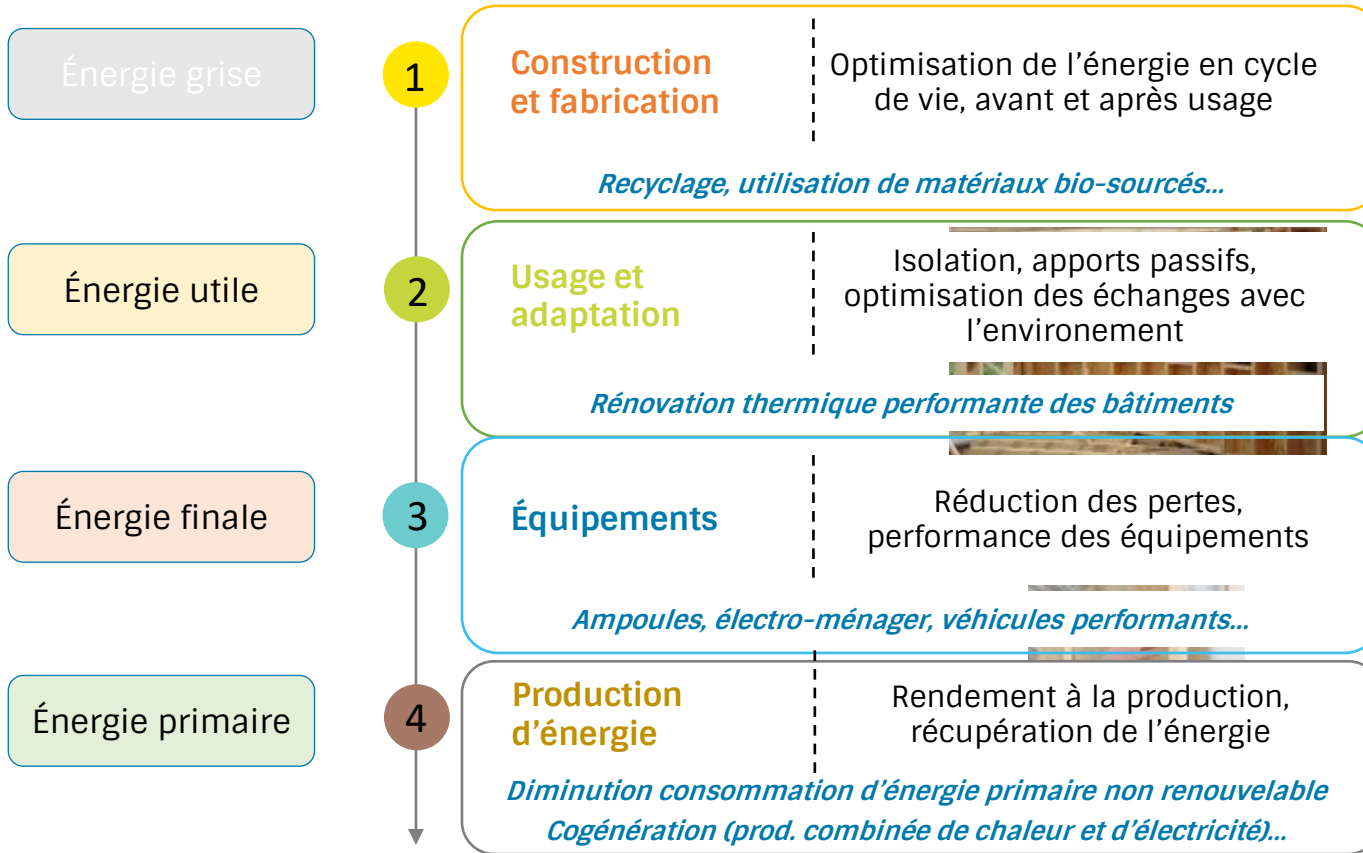 Énergie grise
1
Construction
et fabrication
Optimisation de l’énergie en cycle
de vie, avant et après usage
Recyclage, utilisation de matériaux bio-sourcés…
Énergie utile
2
Usage et
adaptation
Isolation, apports passifs,
optimisation des échanges avec
l’environement
Rénovation thermique performante des bâtiments
Énergie finale
3
Équipements
Réduction des pertes,
performance des équipements
Ampoules, électro-ménager, véhicules performants…
Énergie primaire
4
Production
d’énergie
Rendement à la production,
récupération de l’énergie
Diminution consommation d’énergie primaire non renouvelable
Cogénération (prod. combinée de chaleur et d’électricité)…